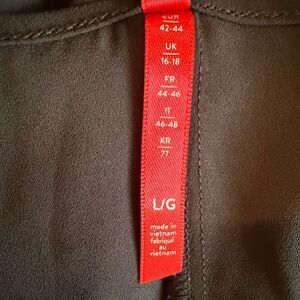 EUR
42-44
UK
16-18
FR
44-46
IT
46-48
KR
77
L/G
made in
vietnam
fabriqué
au
vietnam